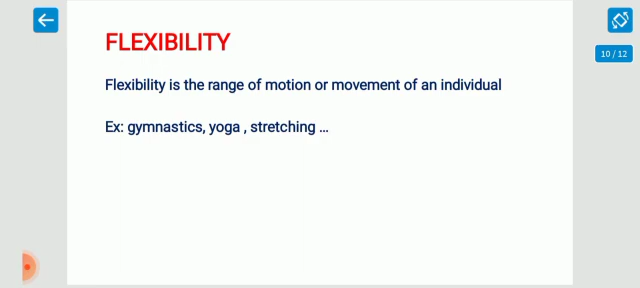 FLEXIBILITY
10 / 12
Flexibility is the range of motion or movement of an individual
Ex: gymnastics, yoga , stretching ...